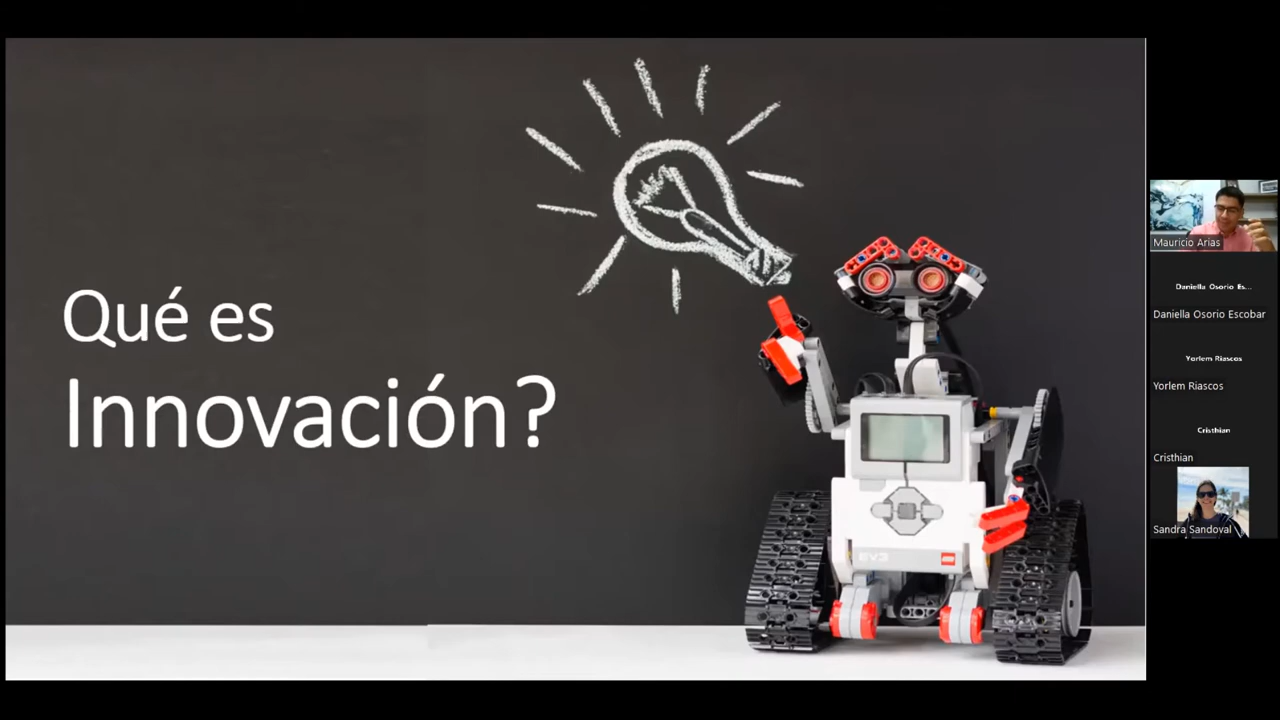 Qué es
Innovación?
EV3
LEGO
Mauricio Arias
Daniella Osorio Es...
Daniella Osorio Escobar
Yorlem Riascos
Yorlem Riascos
Cristhian
Cristhian
Sandra Sandoval